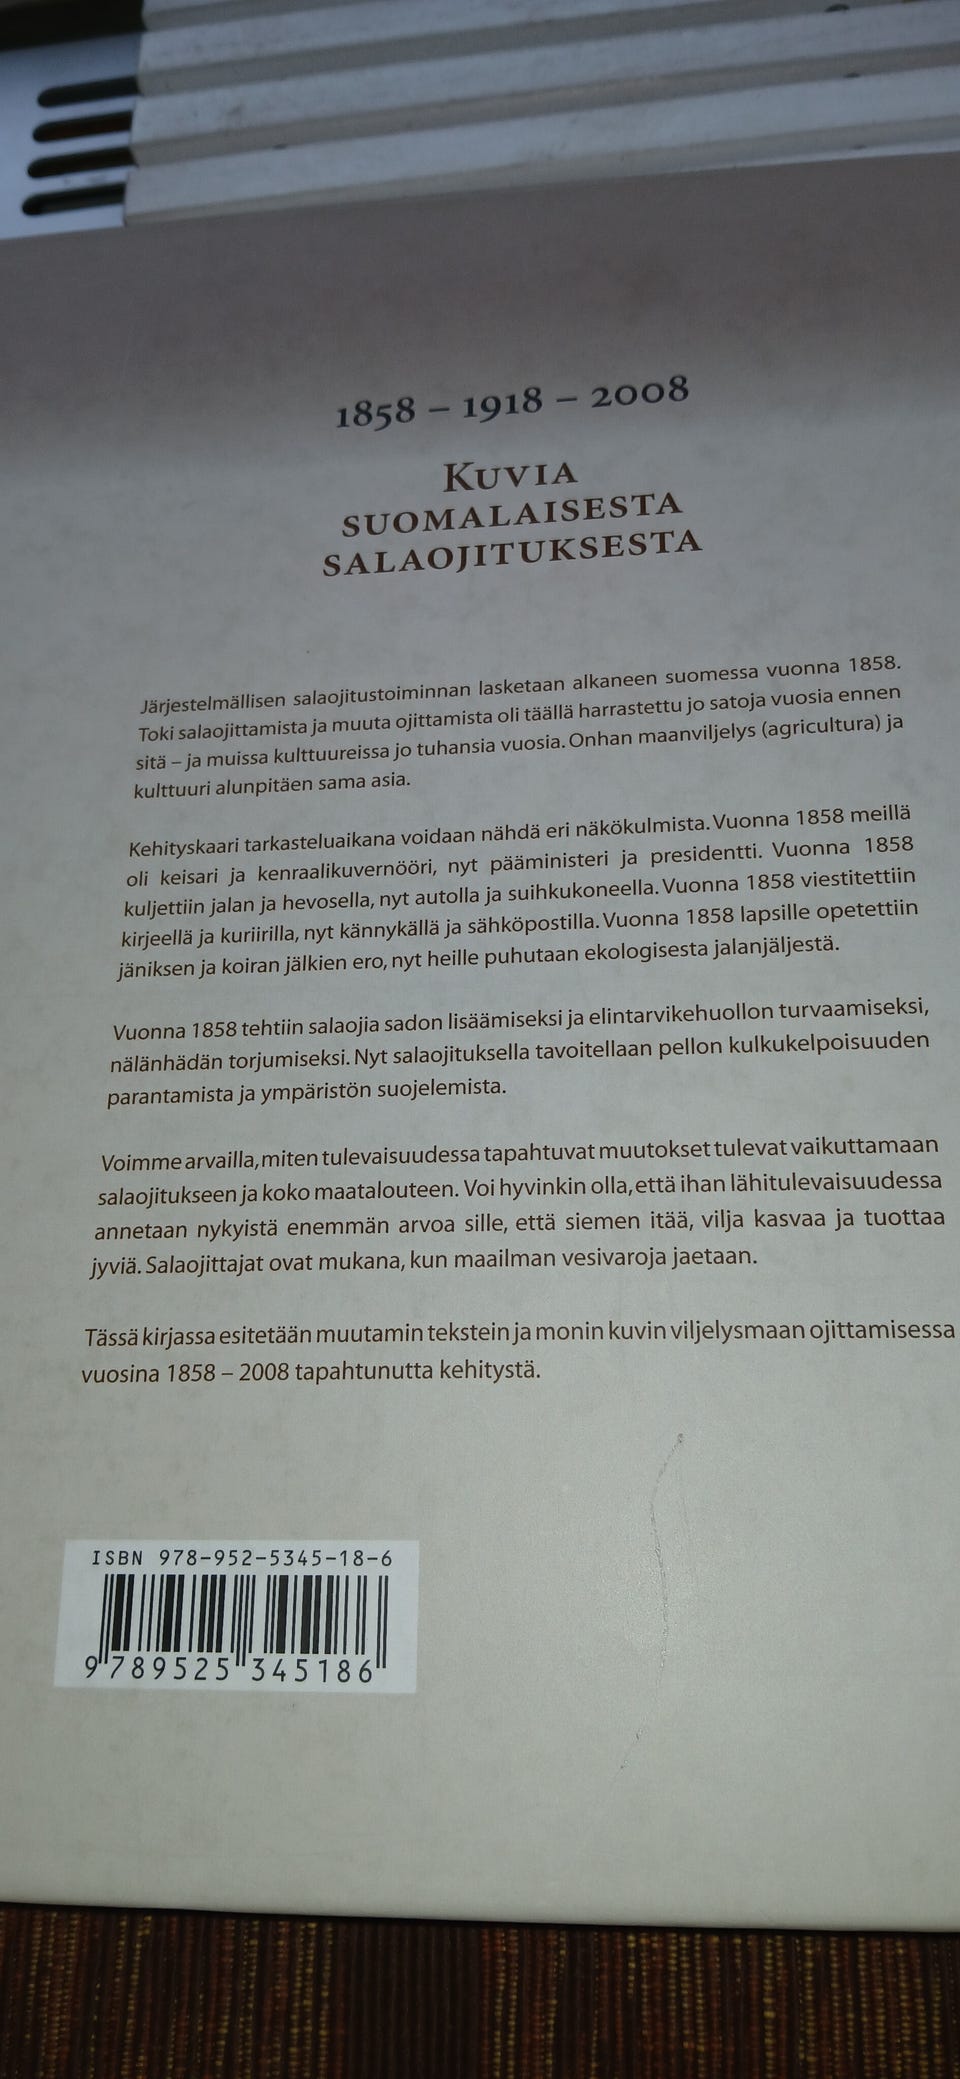 1858 – 1918 – 2008
KUVIA
SUOMALAISESTA
SALAOJITUKSESTA
Järjestelmällisen salaojitustoiminnan lasketaan alkaneen suomessa vuonna 1858.
Toki salaojittamista ja muuta ojittamista oli täällä harrastettu jo satoja vuosia ennen
sitä – ja muissa kulttuureissa jo tuhansia vuosia. Onhan maanviljelys (agricultura) ja
kulttuuri alunpitäen sama asia.
Kehityskaari tarkasteluaikana voidaan nähdä eri näkökulmista. Vuonna 1858 meillä
oli keisari ja kenraalikuvernööri, nyt pääministeri ja presidentti. Vuonna 1858
kuljettiin jalan ja hevosella, nyt autolla ja suihkukoneella. Vuonna 1858 viestitettiin
kirjeellä ja kuriirilla, nyt kännykällä ja sähköpostilla. Vuonna 1858 lapsille opetettiin
jäniksen ja koiran jälkien ero, nyt heille puhutaan ekologisesta jalanjäljestä.
Vuonna 1858 tehtiin salaojia sadon lisäämiseksi ja elintarvikehuollon turvaamiseksi,
nälänhädän torjumiseksi. Nyt salaojituksella tavoitellaan pellon kulkukelpoisuuden
parantamista ja ympäristön suojelemista.
Voimme arvailla, miten tulevaisuudessa tapahtuvat muutokset tulevat vaikuttamaan
salaojitukseen ja koko maatalouteen. Voi hyvinkin olla, että ihan lähitulevaisuudessa
annetaan nykyistä enemmän arvoa sille, että siemen itää, vilja kasvaa ja tuottaa
jyviä. Salaojittajat ovat mukana, kun maailman vesivaroja jaetaan.
Tässä kirjassa esitetään muutamin tekstein ja monin kuvin viljelysmaan ojittamisessa
vuosina 1858 – 2008 tapahtunutta kehitystä.
ISBN 978-952-5345-18-6
9 789525 345186